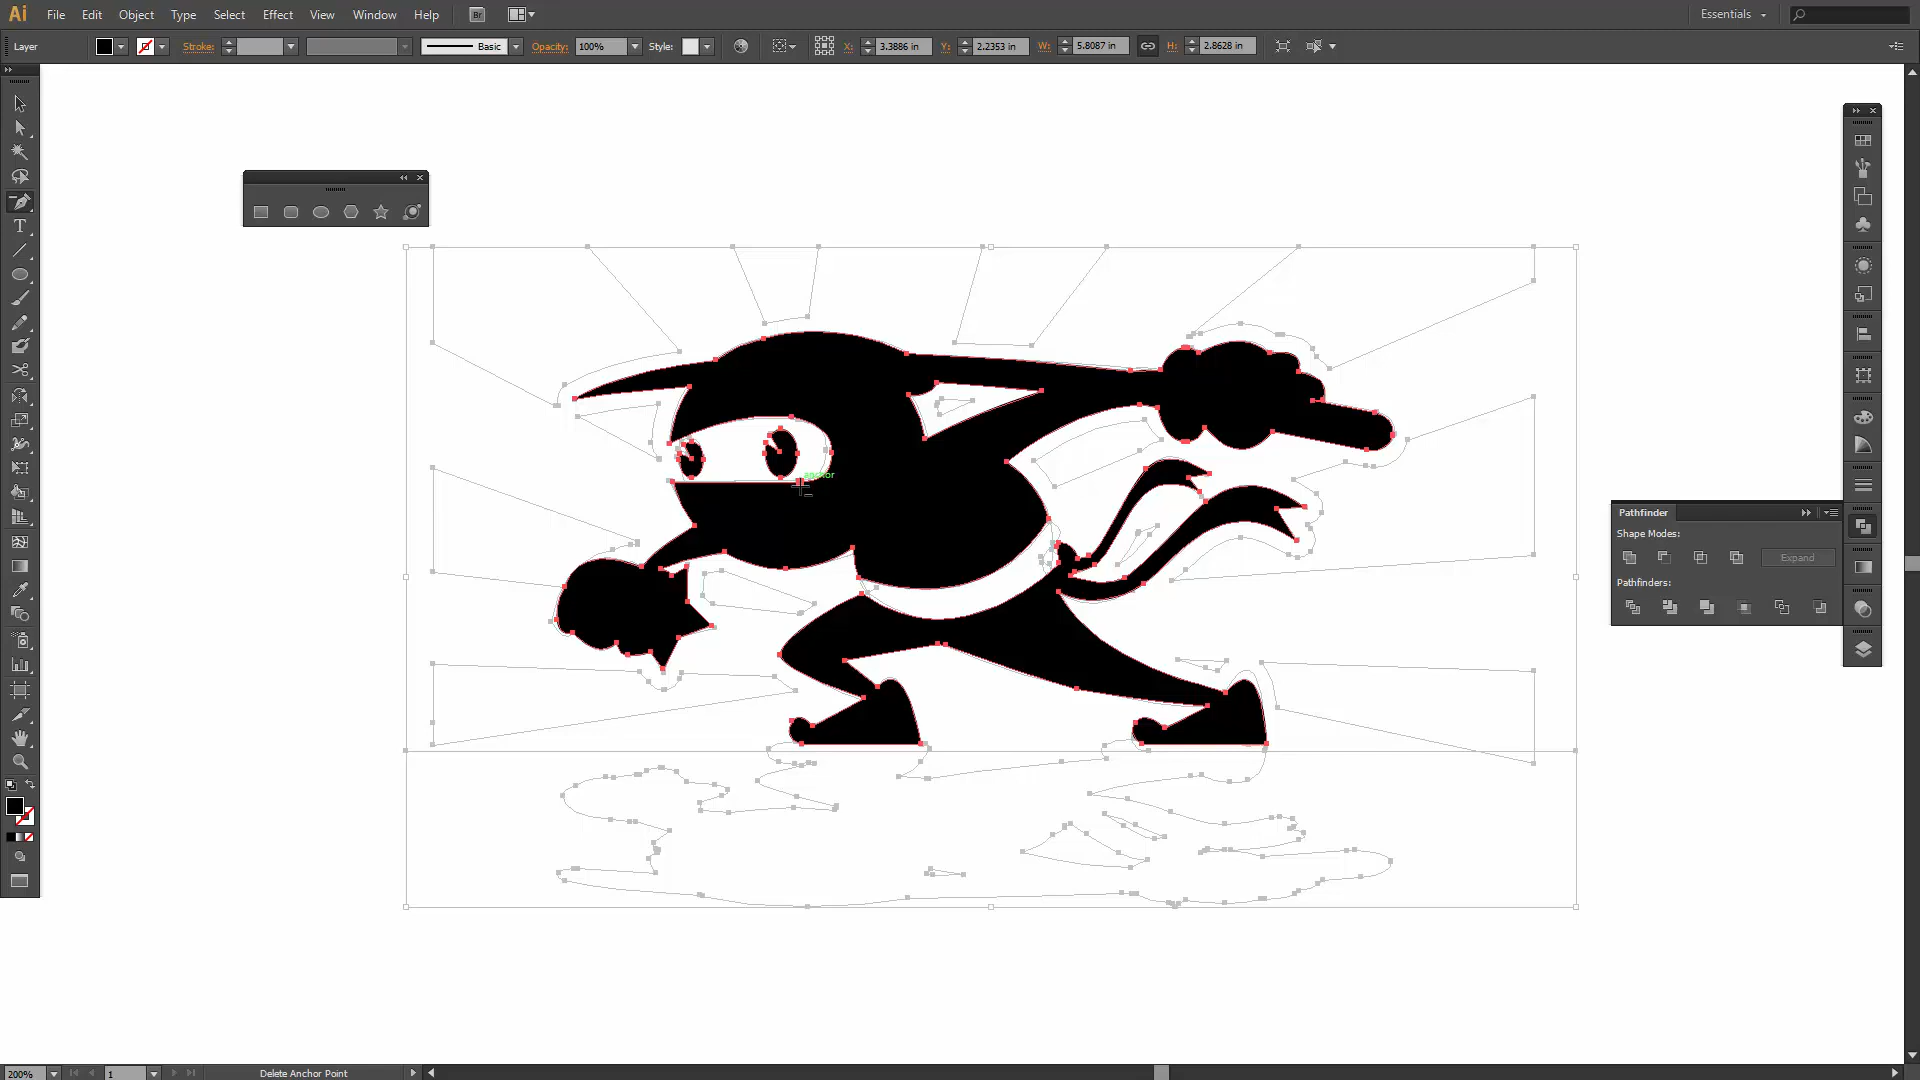 Ai File Edit Object Type Select Effect View Window Help Br Essentials
Layer Stroke: Basic Opacity: 100% Style: X: 3.3886 in Y: 2.2353 in W: 5.8087 in H: 2.8628 in
anchor
Pathfinder
Shape Modes:
Expand
Pathfinders:
200% 1 Delete Anchor Point